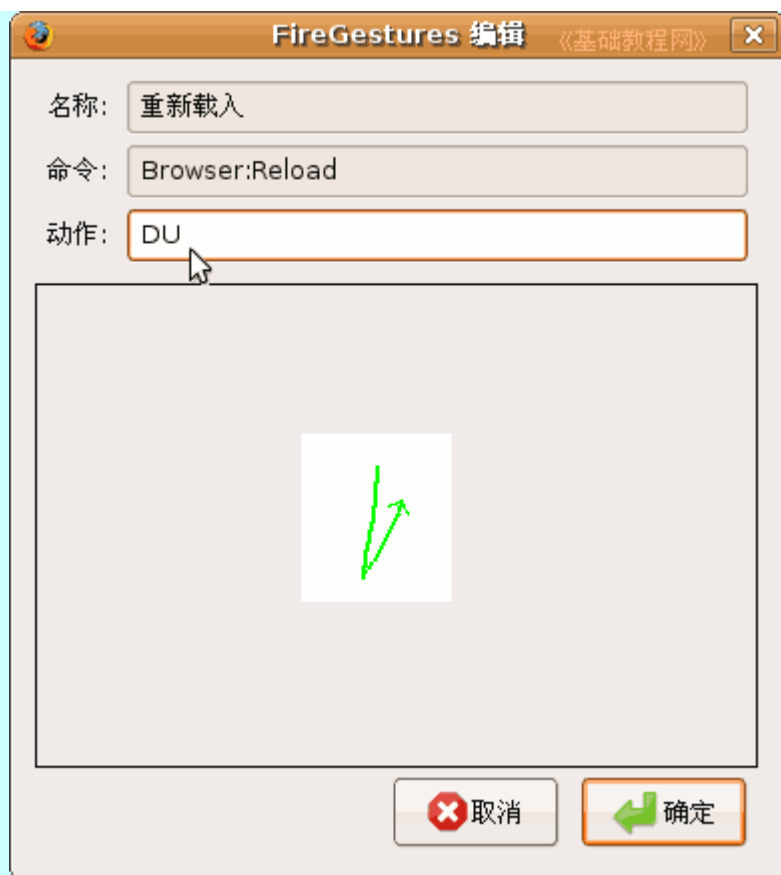 FireGestures 编辑 《基础教程网》
名称: 重新载入
命令: Browser:Reload
动作: DU
取消 确定